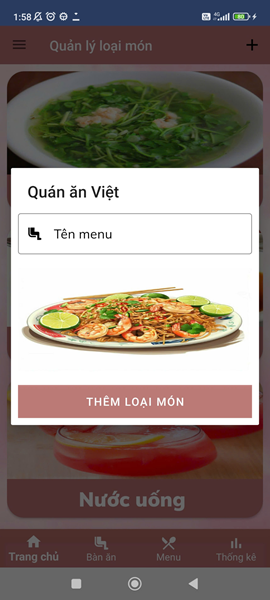 1:58
4G
Quản lý loại món
Quán ăn Việt
Tên menu
THÊM LOẠI MÓN
Nước uống
Trang chủ
Bàn ăn
Menu
Thống kê